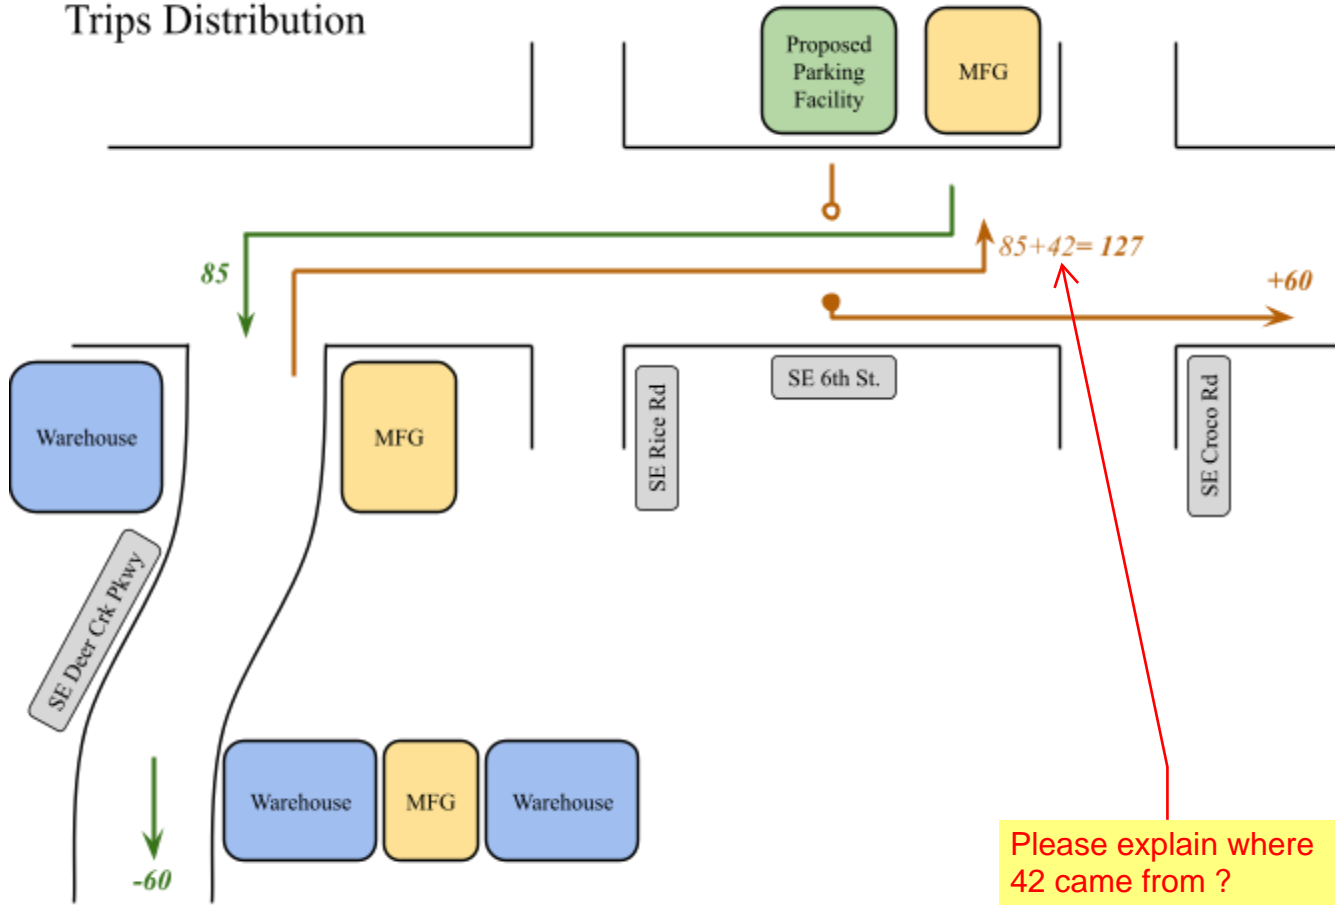 Trips Distribution
Proposed
Parking
Facility
MFG
85
85+42= 127
+60
Warehouse
MFG
SE Rice Rd
SE 6th St.
SE Croco Rd
SE Deer Crk Pkwy
Warehouse
MFG
Warehouse
-60
Please explain where
42 came from ?